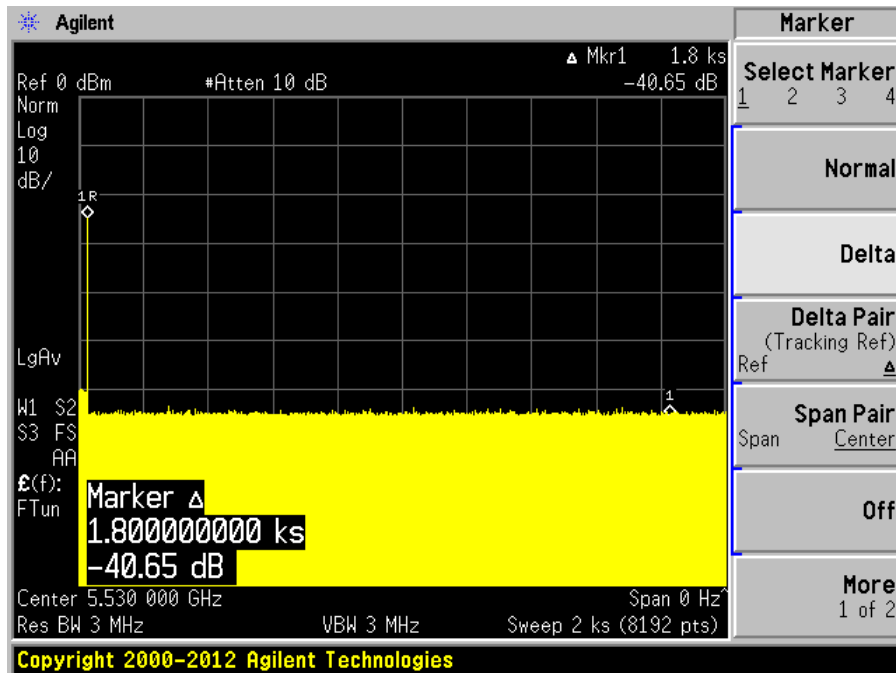 Agilent
Marker
Δ Mkr1 1.8 ks
Ref 0 dBm #Atten 10 dB -40.65 dB
Norm
Log
10
dB/
1R
LgAv
1
W1 S2
S3 FS
AA
£(f):
FTun
Marker Δ
1.800000000 ks
-40.65 dB
Center 5.530 000 GHz Span 0 Hz^
Res BW 3 MHz VBW 3 MHz Sweep 2 ks (8192 pts)
Copyright 2000-2012 Agilent Technologies
Select Marker
1 2 3 4
Normal
Delta
Delta Pair
(Tracking Ref)
Ref Δ
Span Pair
Span Center
Off
More
1 of 2